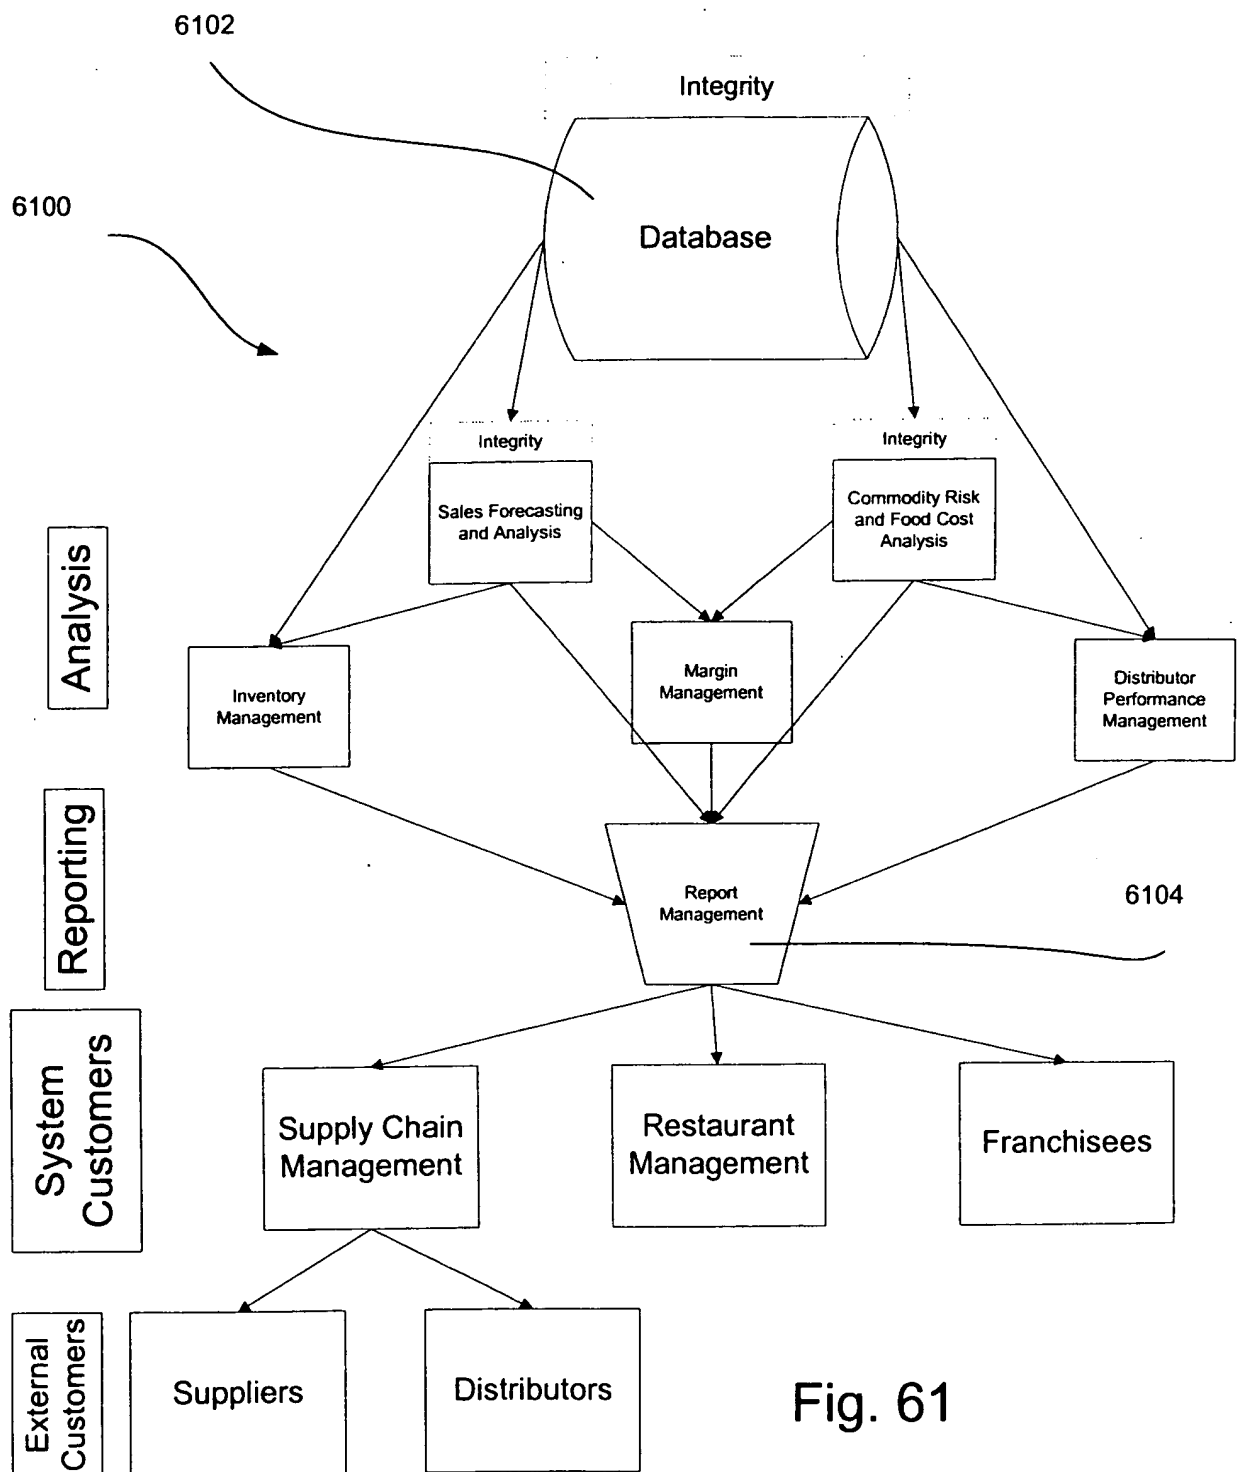 6102
Integrity
6100
Database
Integrity
Integrity
Sales Forecasting
and Analysis
Commodity Risk
and Food Cost
Analysis
Analysis
Inventory
Management
Margin
Management
Distributor
Performance
Management
Reporting
Report
Management
6104
System
Customers
Supply Chain
Management
Restaurant
Management
Franchisees
External
Customers
Suppliers
Distributors
Fig. 61